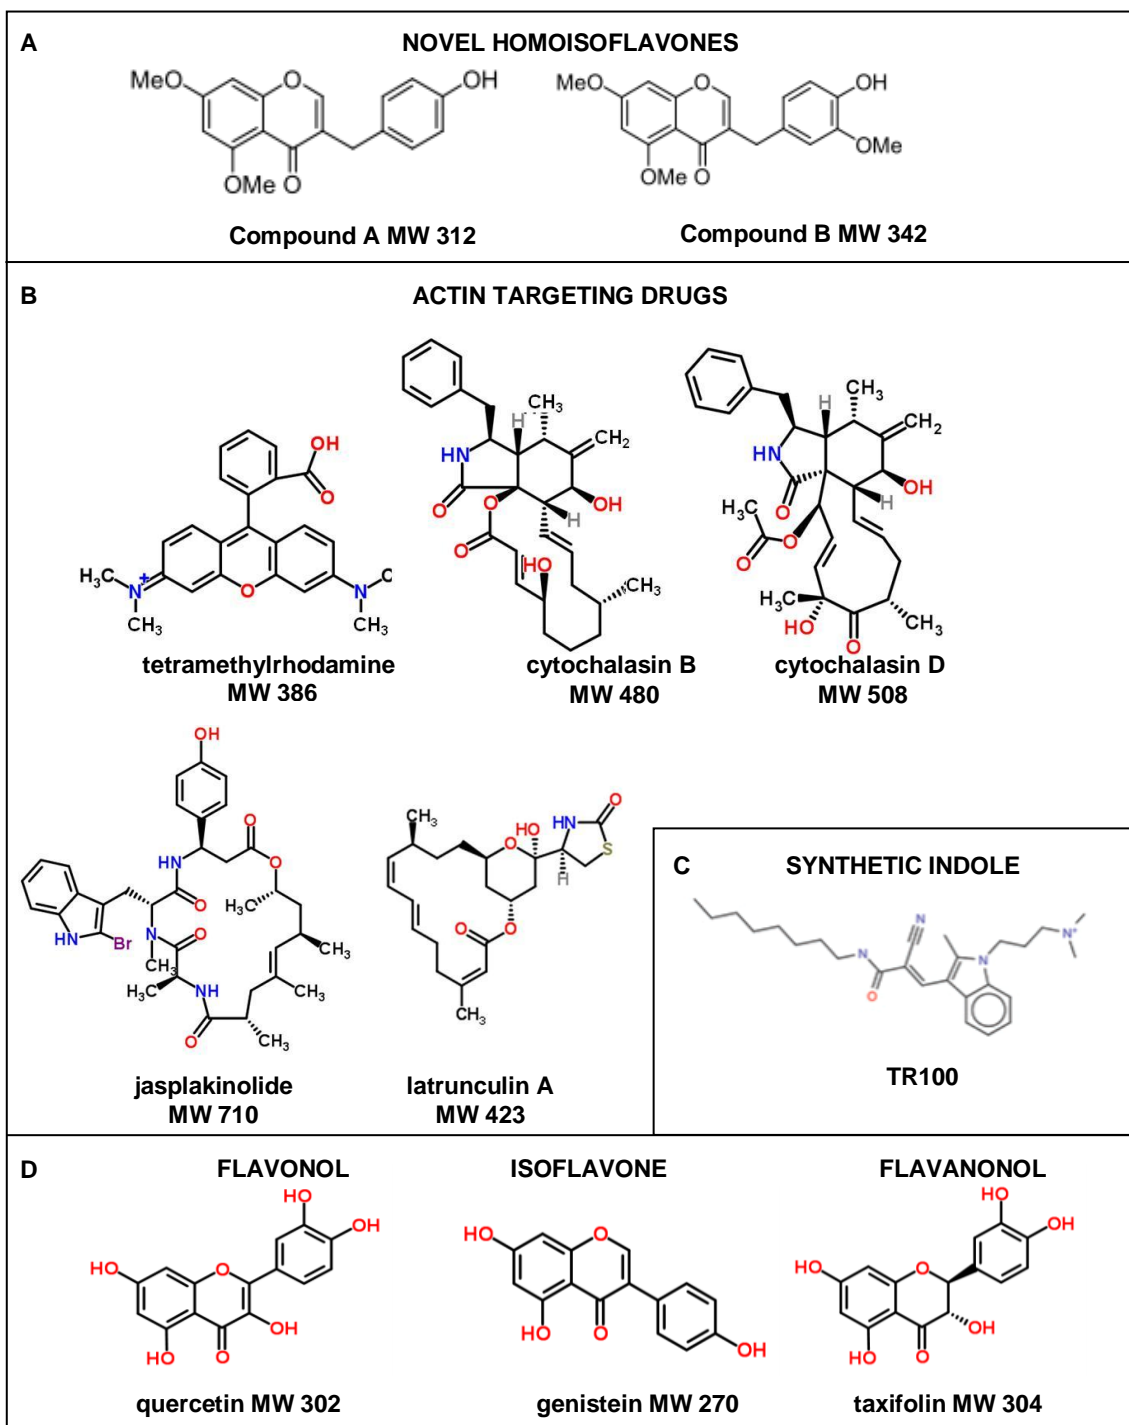 A
NOVEL HOMOISOFLAVONES
MeO O OH
OMe O
MeO O OH
OMe O OMe
Compound A MW 312
Compound B MW 342
B
ACTIN TARGETING DRUGS
OH
O
H₃C N+ O N C
CH₃ CH₃
tetramethylrhodamine
MW 386
H CH₃
CH₂
HN
O O H OH
O HO
CH₃
cytochalasin B
MW 480
H CH₃
CH₂
HN
O H OH
H₃C O
O
H₃C
HO O CH₃
cytochalasin D
MW 508
OH
O
HN O
O H₃C
HN Br N O CH₃
CH₃
H₃C NH CH₃
O CH₃
jasplakinolide
MW 710
CH₃ HO HN O
O S
H
O O
CH₃
latrunculin A
MW 423
C
SYNTHETIC INDOLE
N
N N N+
O
TR100
D
FLAVONOL
HO
OH
HO O
OH
HO O
quercetin MW 302
ISOFLAVONE
HO O
OH O
OH
genistein MW 270
FLAVANONOL
HO
OH
HO O
OH
HO O
taxifolin MW 304